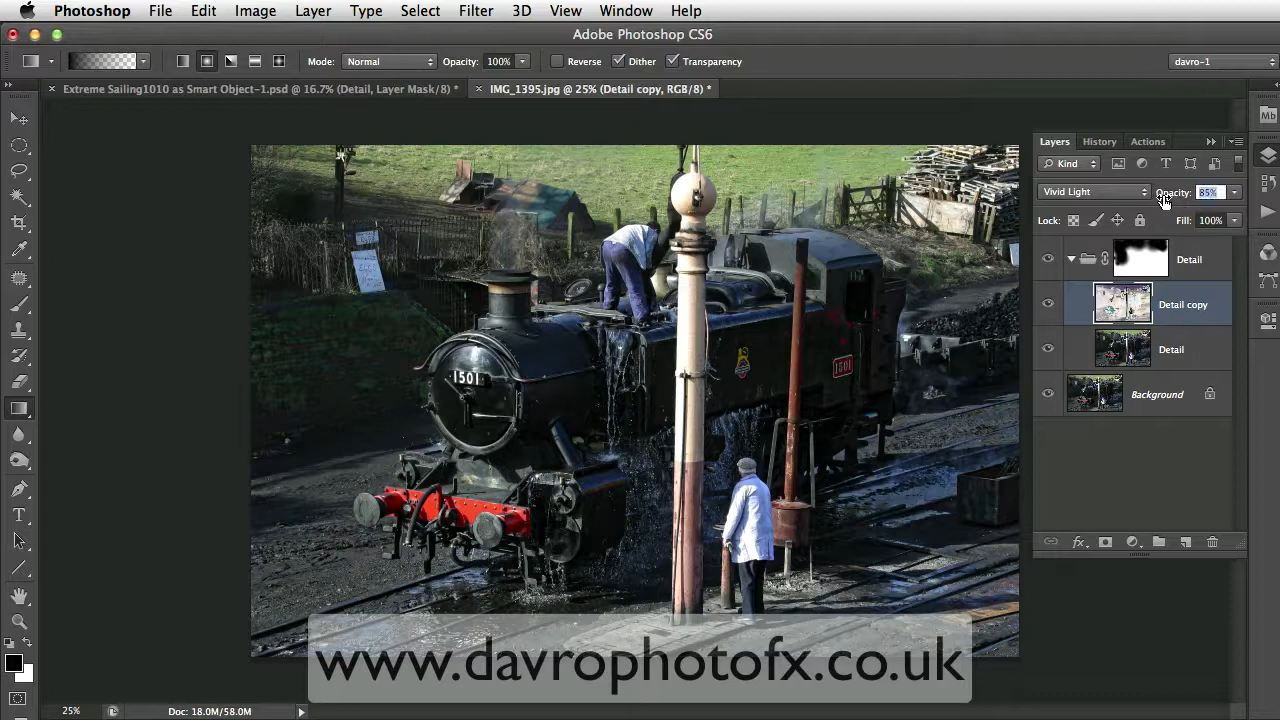 Photoshop File Edit Image Layer Type Select Filter 3D View Window Help
Adobe Photoshop CS6
Mode: Normal Opacity: 100% Reverse Dither Transparency davro-1
Extreme Sailing1010 as Smart Object-1.psd @ 16.7% (Detail, Layer Mask/8) * IMG_1395.jpg @ 25% (Detail copy, RGB/8) *
Mb
Layers History Actions
Kind
Vivid Light Opacity: 85%
Lock: Fill: 100%
Detail
Detail copy
Detail
Background
1501
1501
www.davrophotofx.co.uk
25% Doc: 18.0M/58.0M